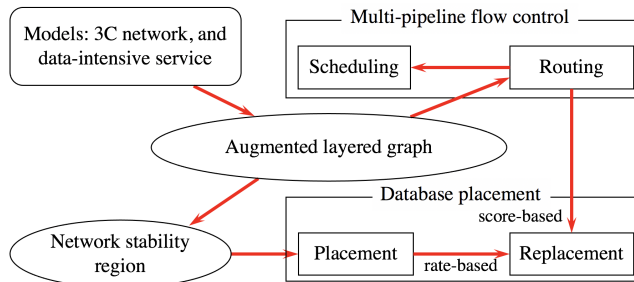 Models: 3C network, and
data-intensive service
Multi-pipeline flow control
Scheduling
Routing
Augmented layered graph
Database placement
score-based
Network stability
region
Placement
rate-based
Replacement